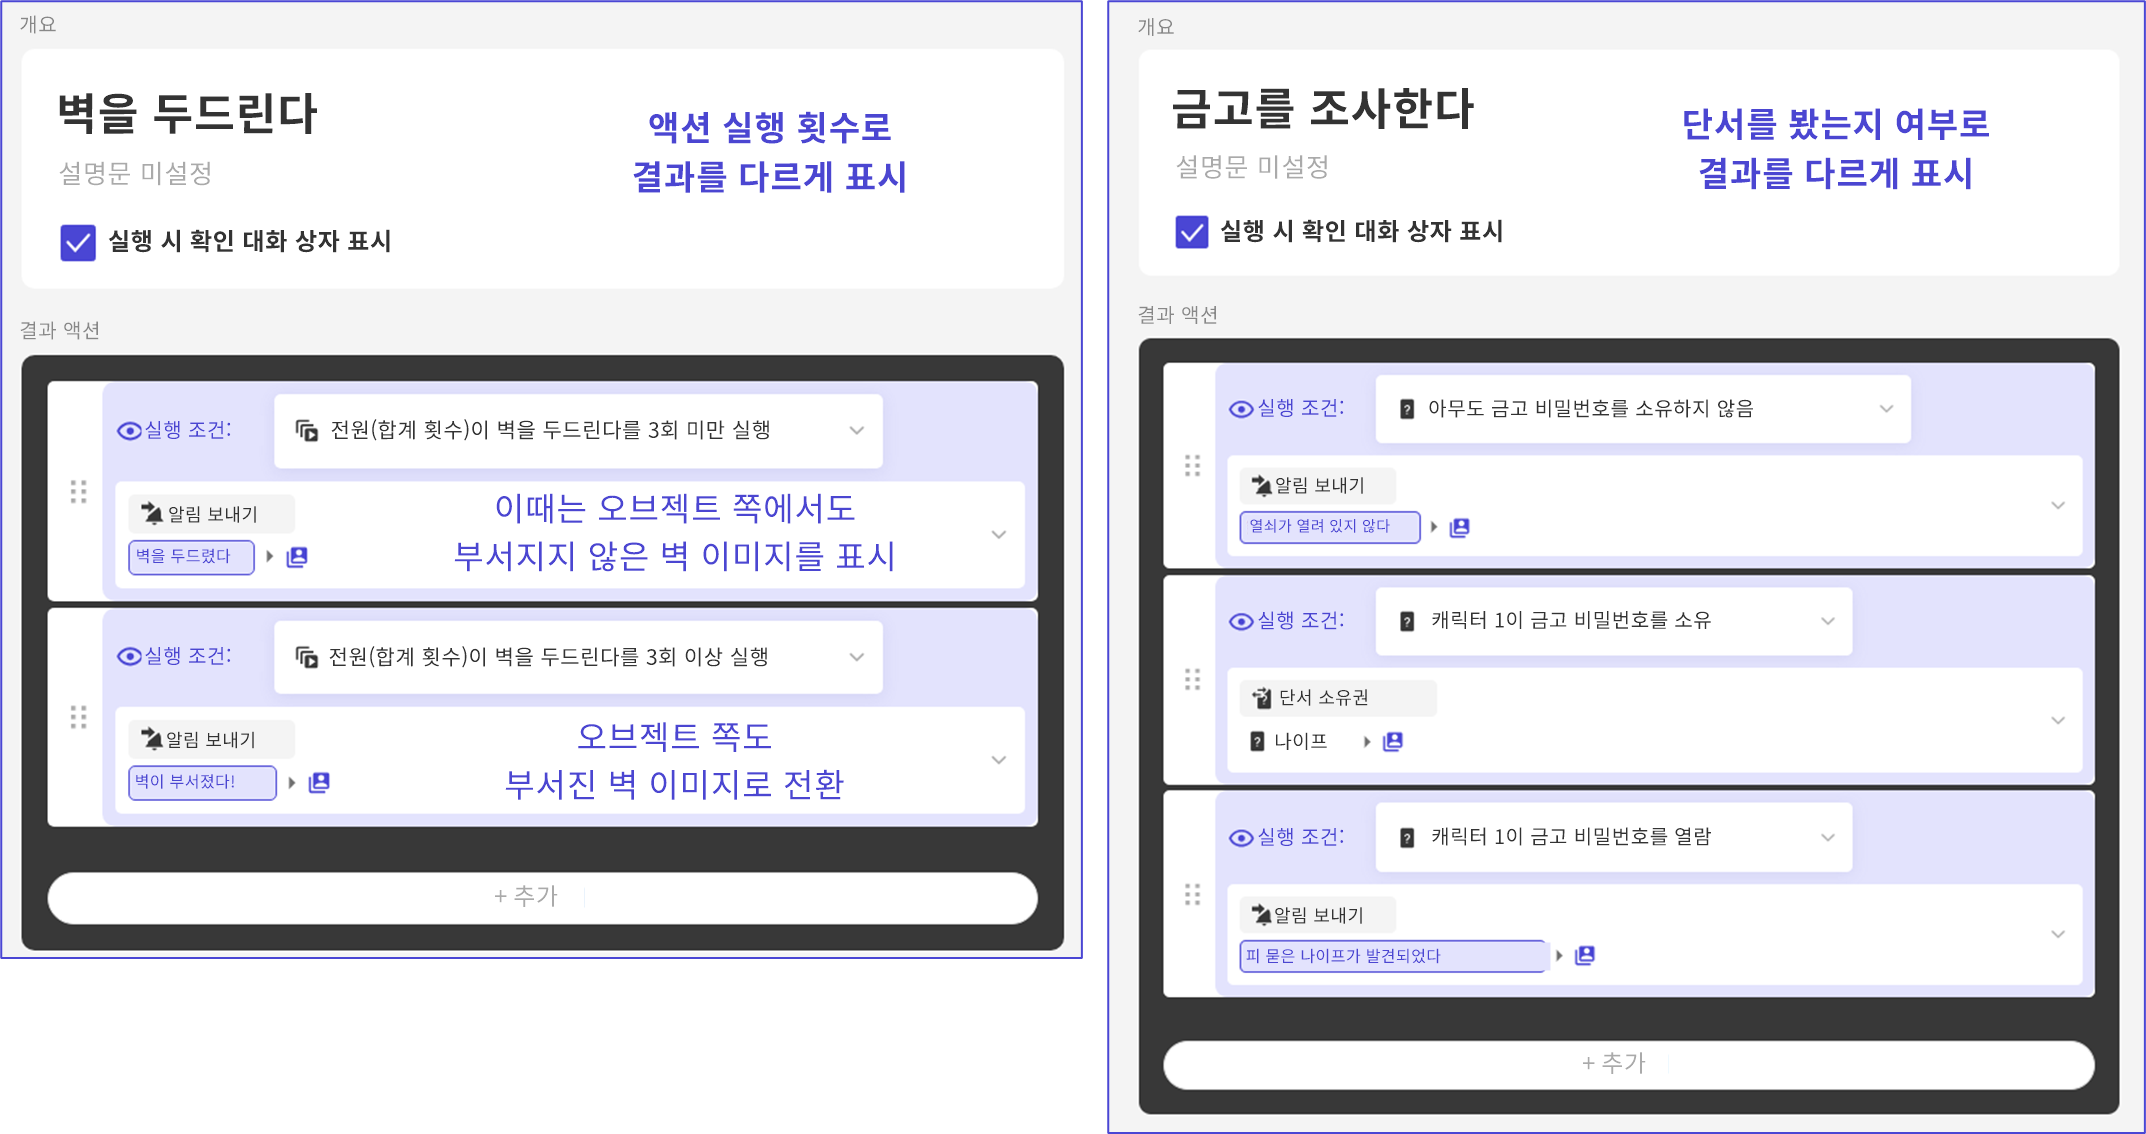 개요
벽을 두드린다
설명문 미설정
액션 실행 횟수로
결과를 다르게 표시
실행 시 확인 대화 상자 표시
결과 액션
실행 조건:
전원(합계 횟수)이 벽을 두드린다를 3회 미만 실행
알림 보내기
벽을 두드렸다
이때는 오브젝트 쪽에서도
부서지지 않은 벽 이미지를 표시
실행 조건:
전원(합계 횟수)이 벽을 두드린다를 3회 이상 실행
알림 보내기
벽이 부서졌다!
오브젝트 쪽도
부서진 벽 이미지로 전환
+ 추가
개요
금고를 조사한다
설명문 미설정
단서를 봤는지 여부로
결과를 다르게 표시
실행 시 확인 대화 상자 표시
결과 액션
실행 조건:
아무도 금고 비밀번호를 소유하지 않음
알림 보내기
열쇠가 열려 있지 않다
실행 조건:
캐릭터 1이 금고 비밀번호를 소유
단서 소유권
나이프
실행 조건:
캐릭터 1이 금고 비밀번호를 열람
알림 보내기
피 묻은 나이프가 발견되었다
+ 추가